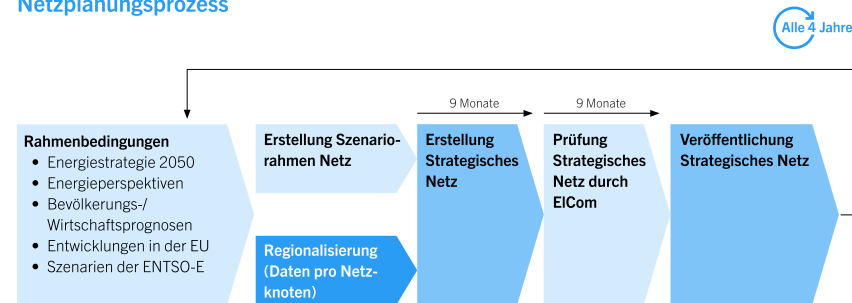 Netzplanungsprozess
Alle 4 Jahre
9 Monate
9 Monate
Rahmenbedingungen
• Energiestrategie 2050
• Energieperspektiven
• Bevölkerungs-/
Wirtschaftsprognosen
• Entwicklungen in der EU
• Szenarien der ENTSO-E
Erstellung Szenario-
rahmen Netz
Regionalisierung
(Daten pro Netz-
knoten)
Erstellung
Strategisches
Netz
Prüfung
Strategisches
Netz durch
ElCom
Veröffentlichung
Strategisches Netz